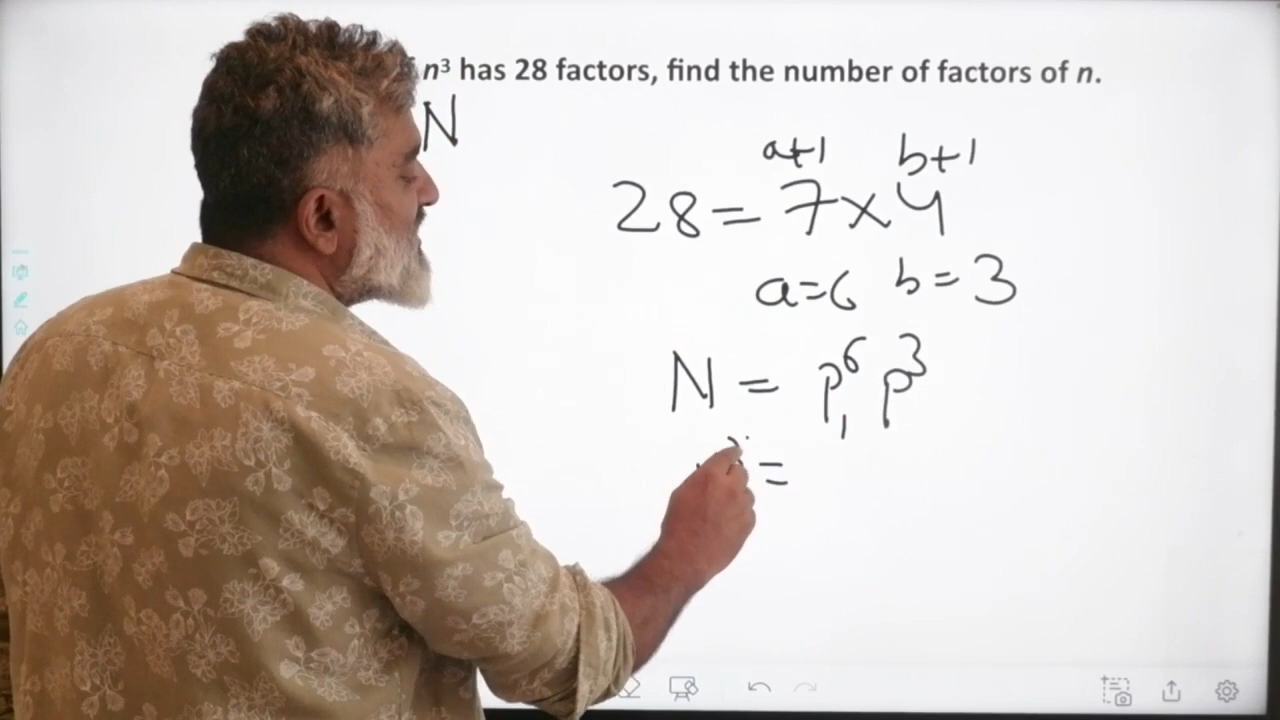 n³ has 28 factors, find the number of factors of n.
N
a+1 b+1
28 = 7 × 4
a=6 b=3
N = p₁⁶ p³
=